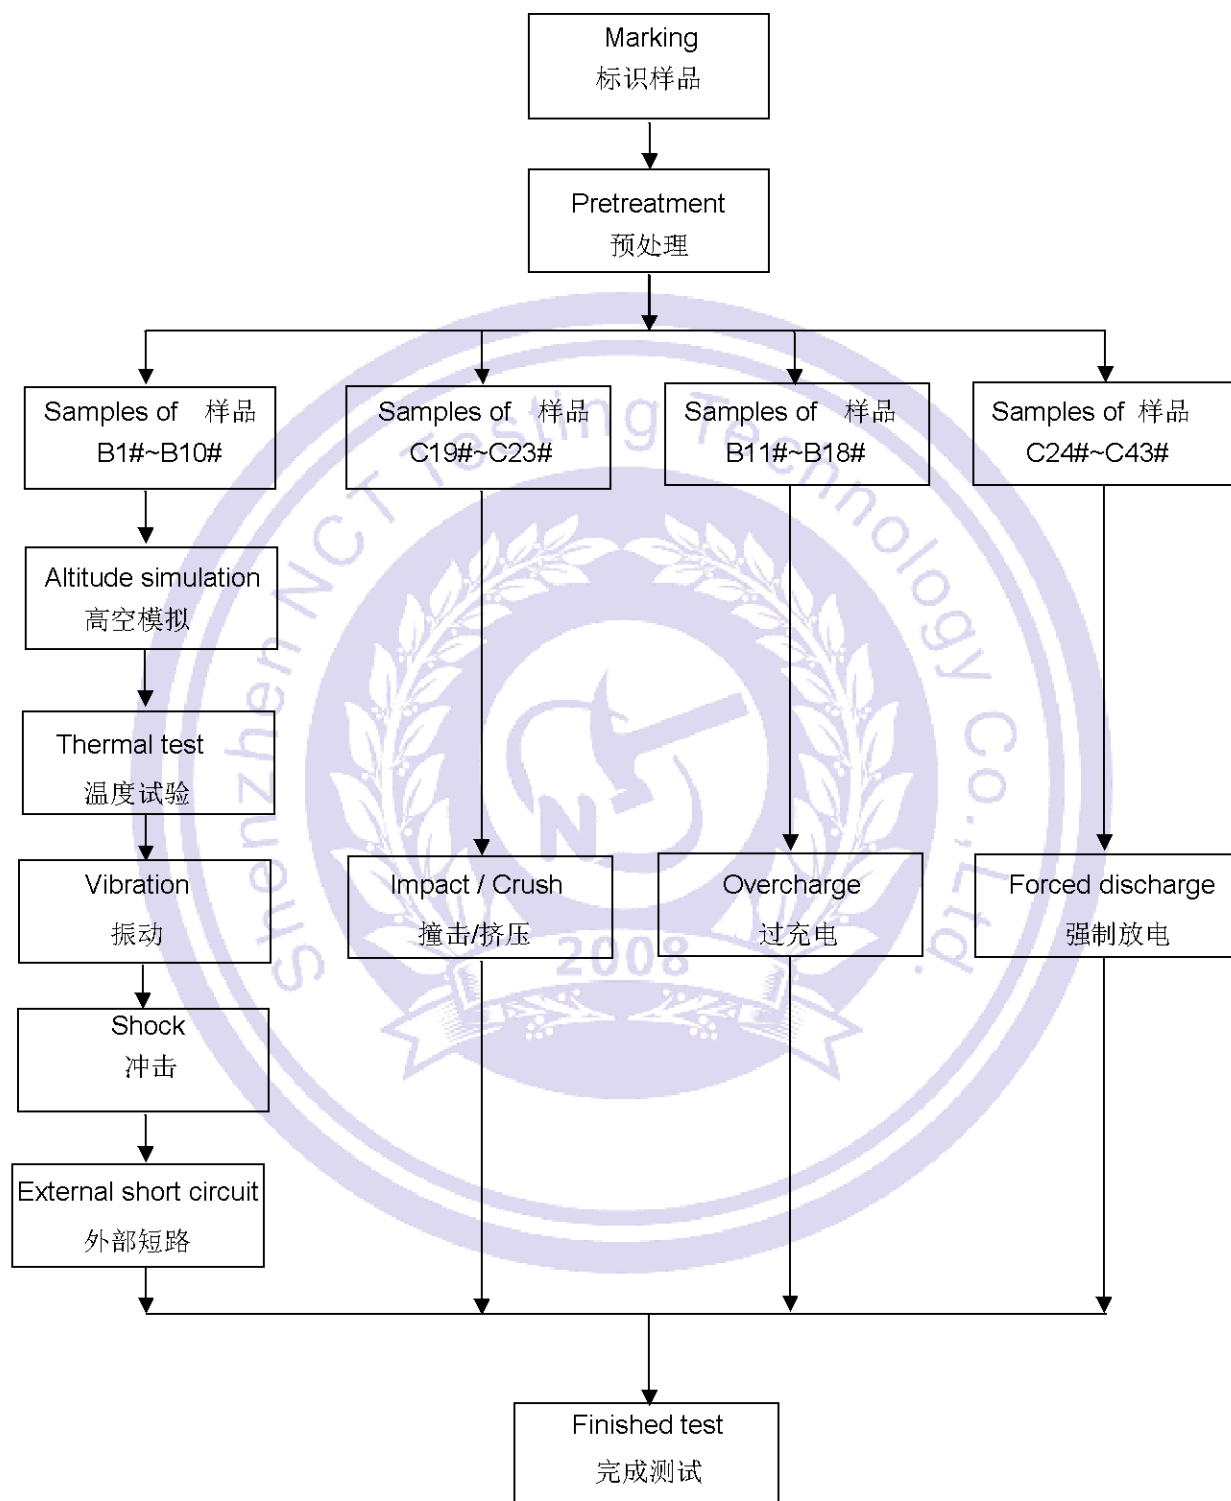 Marking
标识样品
Pretreatment
预处理
Samples of 样品
B1#~B10#
Samples of 样品
C19#~C23#
Samples of 样品
B11#~B18#
Samples of 样品
C24#~C43#
Altitude simulation
高空模拟
Thermal test
温度试验
Vibration
振动
Impact / Crush
撞击/挤压
Overcharge
过充电
Forced discharge
强制放电
Shock
冲击
External short circuit
外部短路
Finished test
完成测试
Shenzhen NCT Testing Technology Co.,Ltd.
N
2008